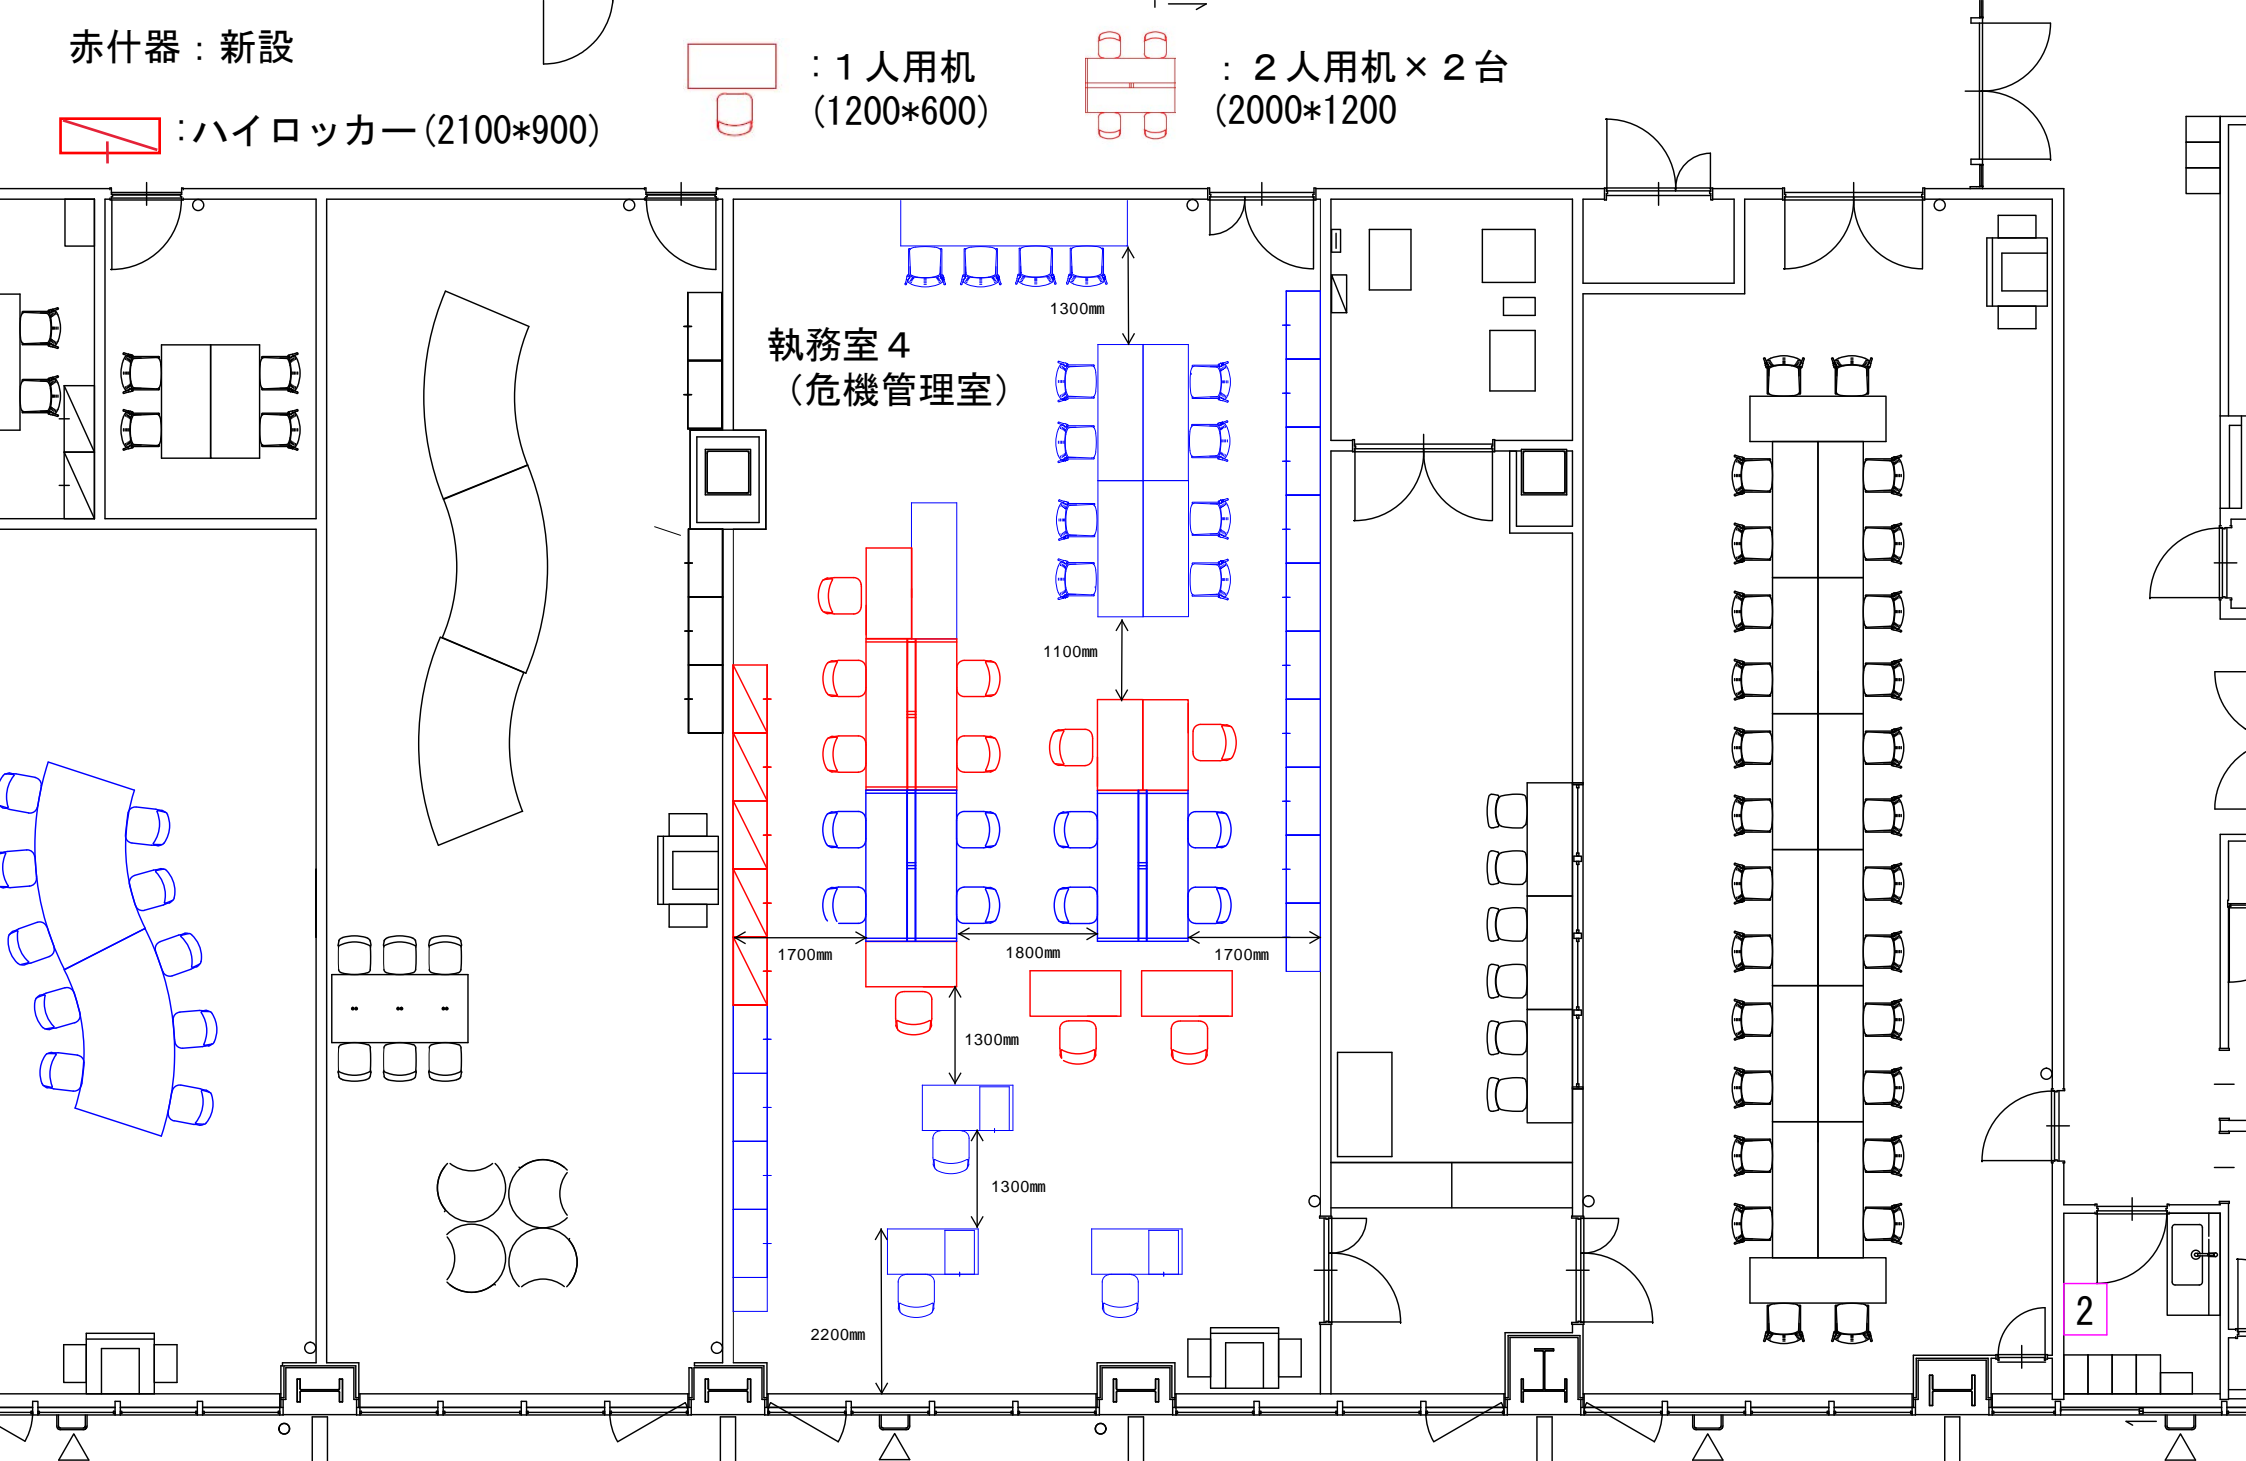 赤什器：新設
：１人用机
(1200*600)
：２人用机×２台
(2000*1200
：ハイロッカー(2100*900)
1300㎜
執務室４
（危機管理室）
1100㎜
1700㎜
1800㎜
1700㎜
1300㎜
1300㎜
2200㎜
2